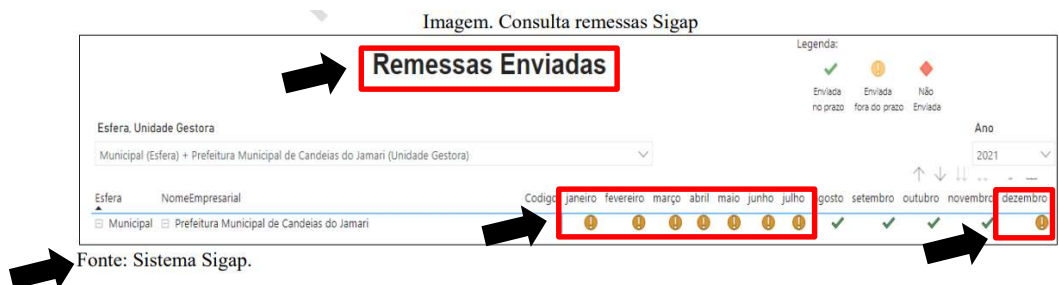 Imagem. Consulta remessas Sigap
Legenda:
Remessas Enviadas
Enviada no prazo
Enviada fora do prazo
Não Enviada
Esfera, Unidade Gestora
Ano
Municipal (Esfera) + Prefeitura Municipal de Candeias do Jamari (Unidade Gestora)
2021
Esfera NomeEmpresarial Codigo janeiro fevereiro março abril maio junho julho agosto setembro outubro novembro dezembro
Municipal Prefeitura Municipal de Candeias do Jamari
Fonte: Sistema Sigap.